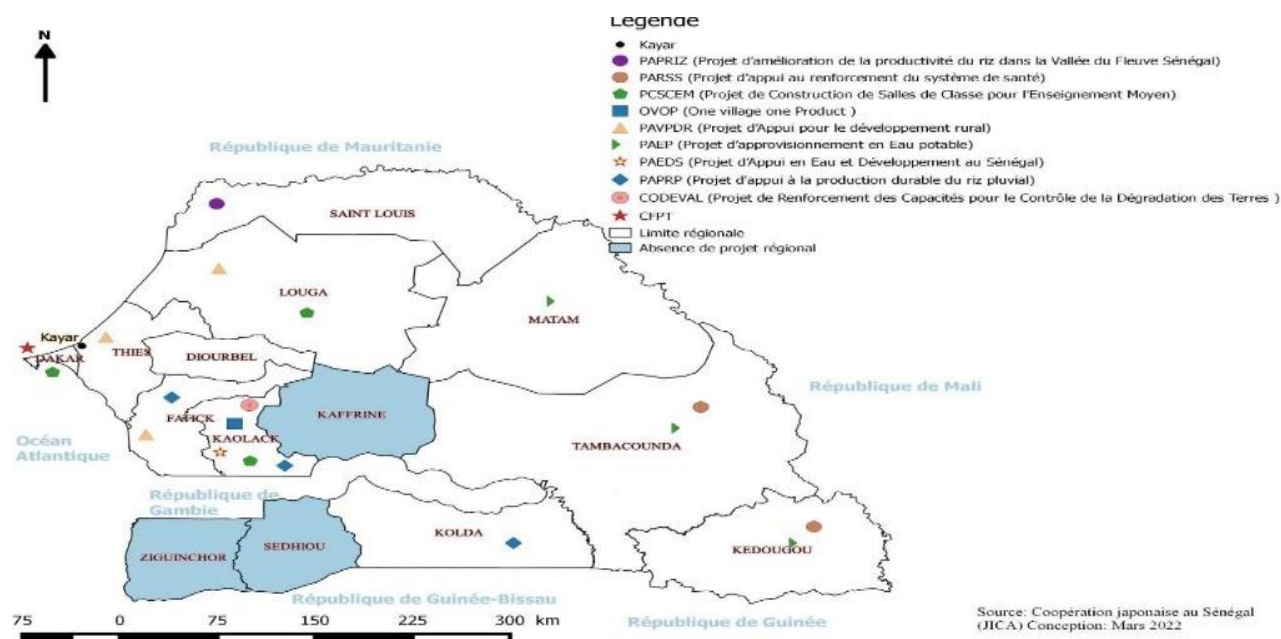 Légende
N
Kayar
PAPRIZ (Projet d'amélioration de la productivité du riz dans la Vallée du Fleuve Sénégal)
PARSS (Projet d'appui au renforcement du système de santé)
PCSCEM (Projet de Construction de Salles de Classe pour l'Enseignement Moyen)
OVOP (One village one Product )
PAVPDR (Projet d'Appui pour le développement rural)
PAEP (Projet d'approvisionnement en Eau potable)
PAEDS (Projet d'Appui en Eau et Développement au Sénégal)
PAPRP (Projet d'appui à la production durable du riz pluvial)
CODEVAL (Projet de Renforcement des Capacités pour le Contrôle de la Dégradation des Terres )
CFPT
Limite régionale
Absence de projet régional
République de Mauritanie
SAINT LOUIS
LOUGA
MATAM
Kayar
DAKAR
THIES
DIOURBEL
République de Mali
FATICK
KAFFRINE
KAOLACK
TAMBACOUNDA
Océan
Atlantique
République de
Gambie
ZIGUINCHOR
SEDHIOU
KOLDA
KEDOUGOU
République de Guinée-Bissau
République de Guinée
75 0 75 150 225 300 km
Source: Coopération japonaise au Sénégal
(JICA) Conception: Mars 2022